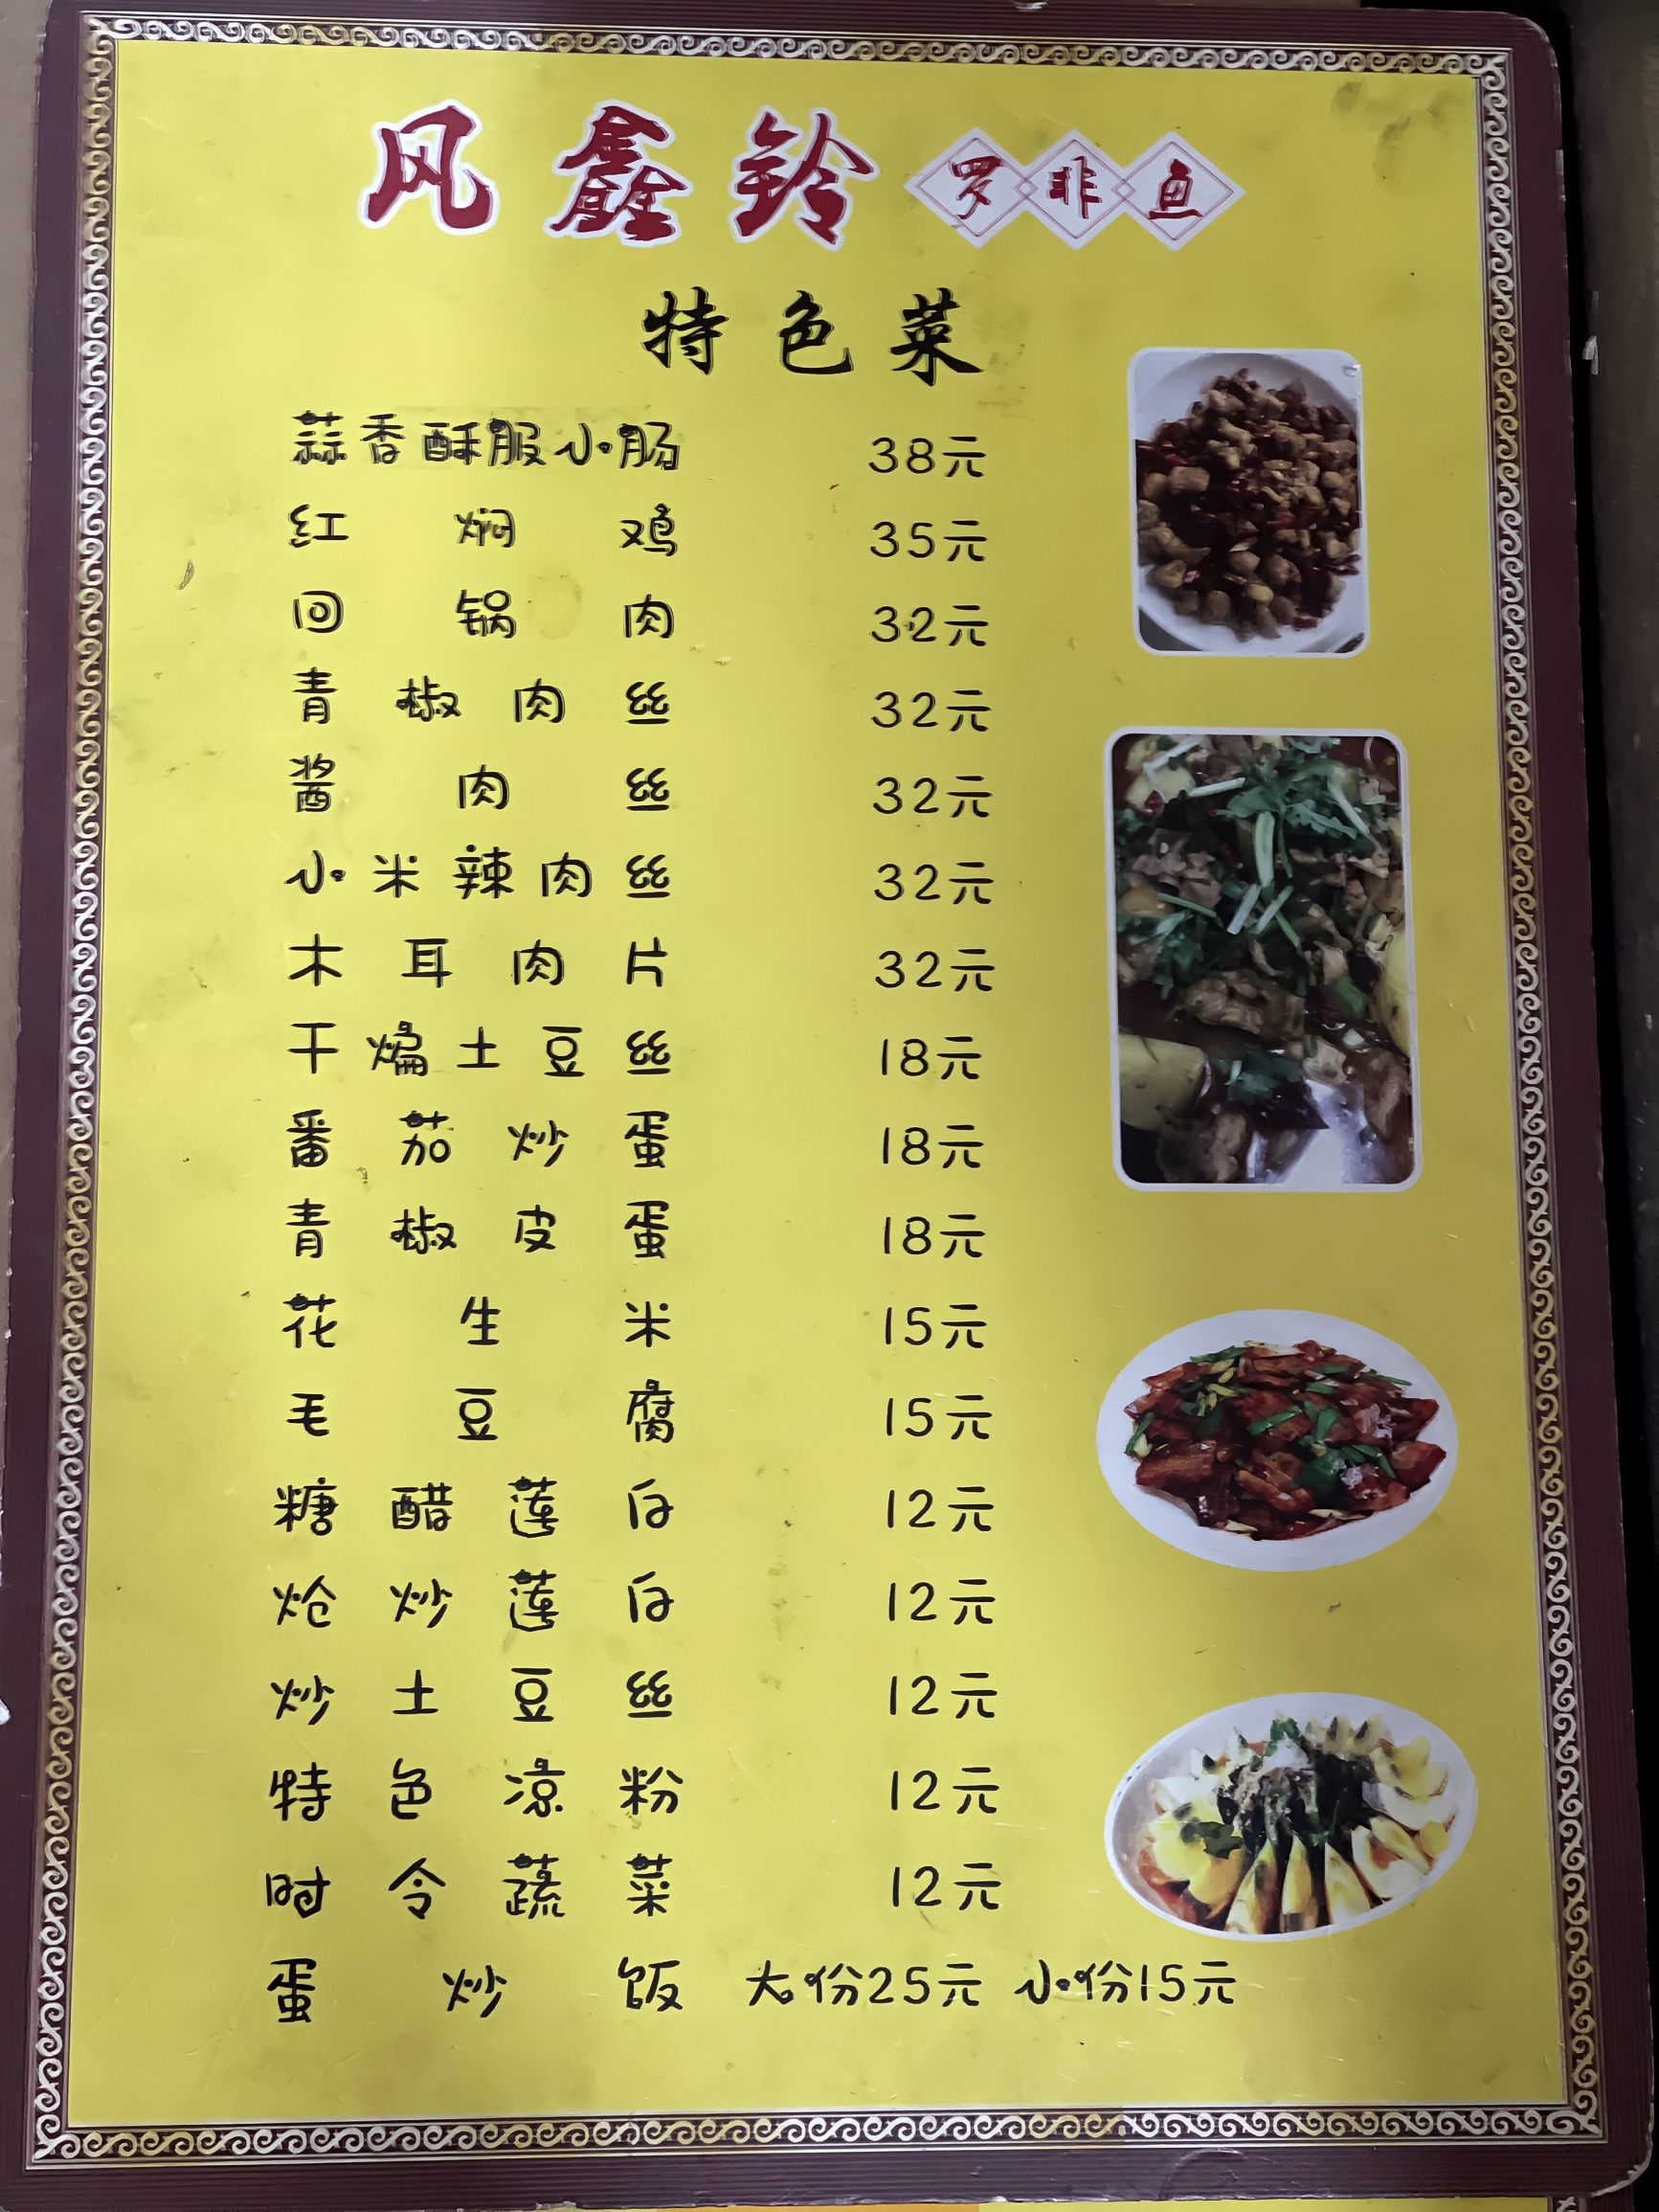 风鑫铃 罗非鱼
特色菜
蒜香酥服小肠 38元
红焖鸡 35元
回锅肉 32元
青椒肉丝 32元
酱肉丝 32元
小米辣肉丝 32元
木耳肉片 32元
干煸土豆丝 18元
番茄炒蛋 18元
青椒皮蛋 18元
花生米 15元
毛豆腐 15元
糖醋莲白 12元
炝炒莲白 12元
炒土豆丝 12元
特色凉粉 12元
时令蔬菜 12元
蛋炒饭 大份25元 小份15元